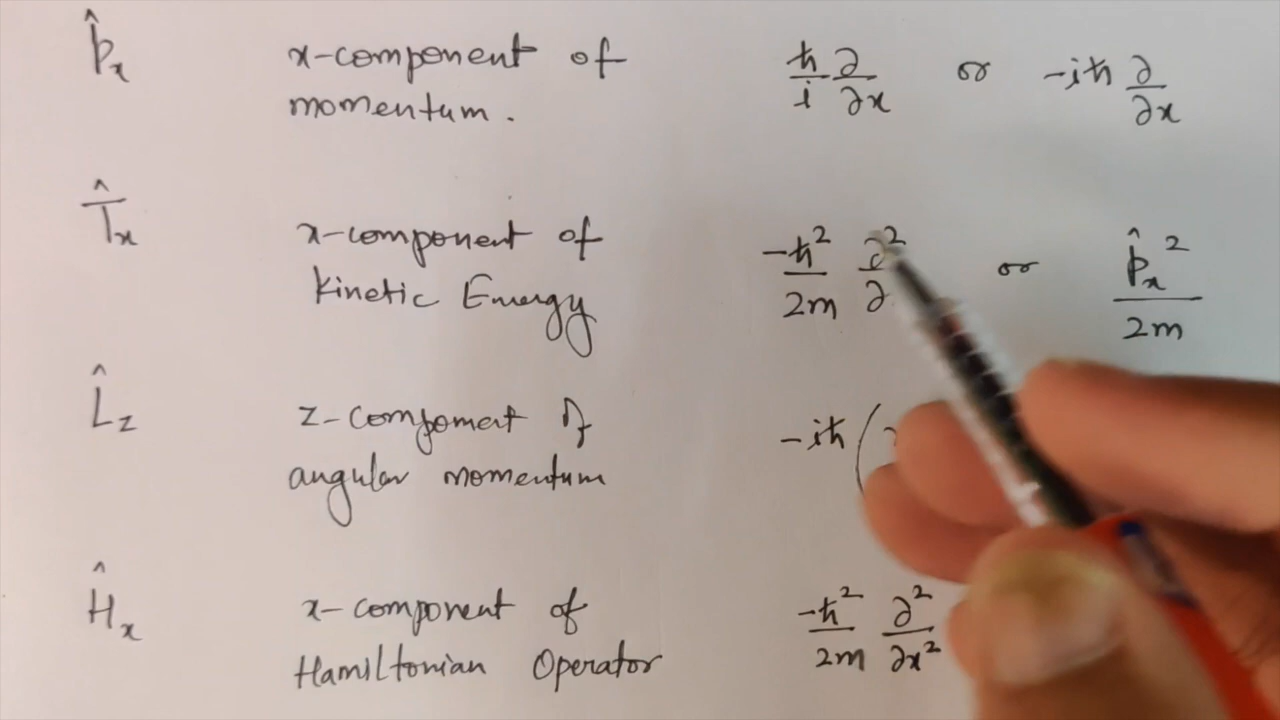 p̂ₓ x-component of ħ/i ∂/∂x or -iħ ∂/∂x
momentum.
T̂ₓ x-component of -ħ²/2m ∂²/∂ or p̂ₓ²/2m
Kinetic Energy
L̂z z-component of -iħ(
angular momentum
Ĥₓ x-component of -ħ²/2m ∂²/∂x²
Hamiltonian Operator